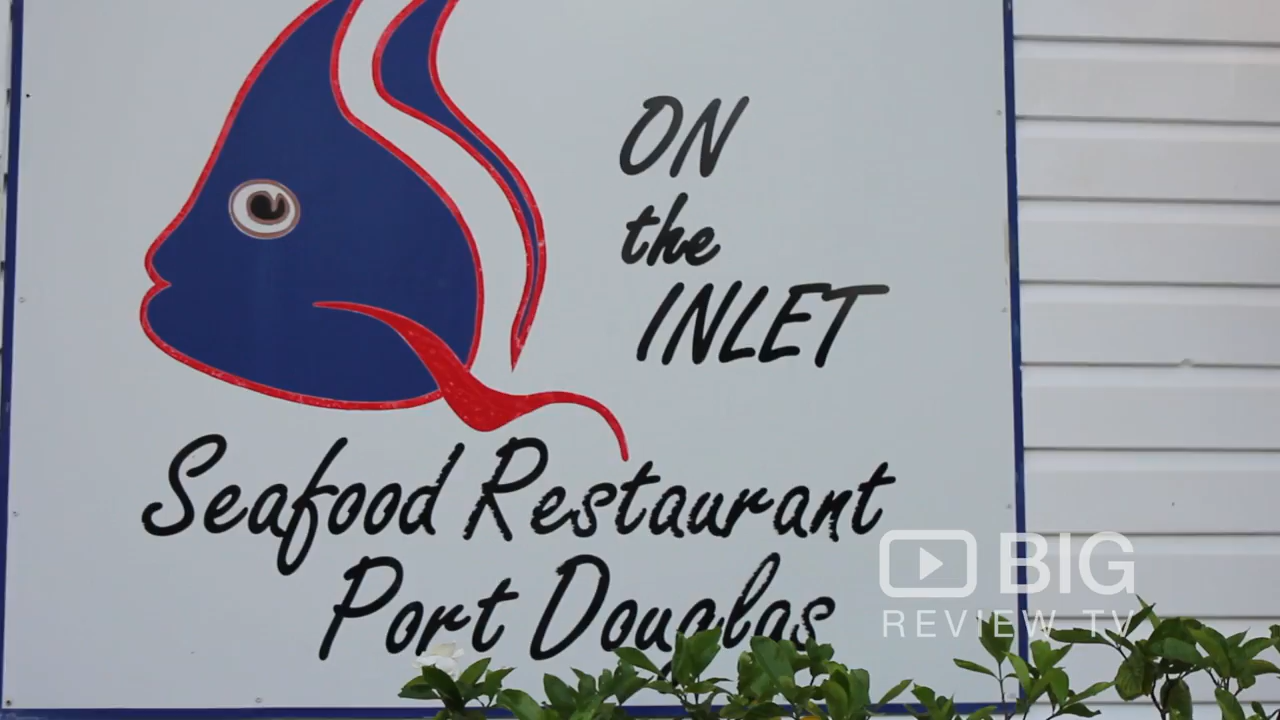 ON
the
INLET
Seafood Restaurant
Port Douglas
BIG
REVIEW TV